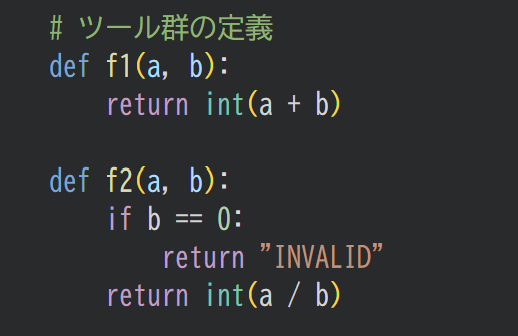 # ツール群の定義
def f1(a, b):
    return int(a + b)

def f2(a, b):
    if b == 0:
        return "INVALID"
    return int(a / b)